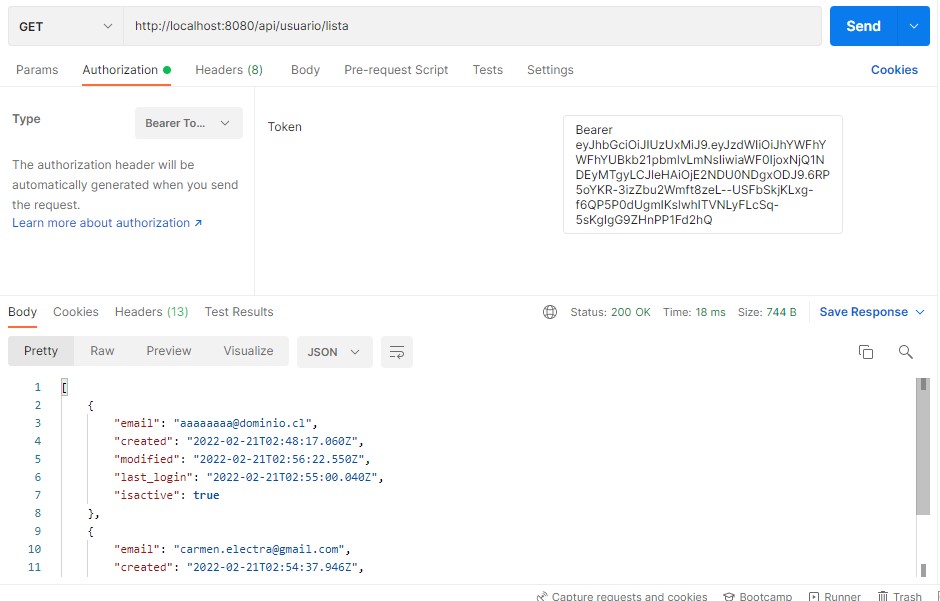 GET
http://localhost:8080/api/usuario/lista
Send
Params Authorization Headers (8) Body Pre-request Script Tests Settings Cookies
Type
Bearer To...
The authorization header will be
automatically generated when you send
the request.
Learn more about authorization ↗
Token
Bearer
eyJhbGciOiJIUzUxMiJ9.eyJzdWIiOiJhYWFhY
WFhYUBkb21pbmlvLmNsIiwiaWF0IjoxNjQ1N
DEyMTgyLCJleHAiOjE2NDU0NDgxODJ9.6RP
5oYKR-3izZbu2Wmft8zeL--USFbSkjKLxg-
f6QP5P0dUgmIKslwhITVNLyFLcSq-
5sKgIgG9ZHnPP1Fd2hQ
Body Cookies Headers (13) Test Results
Status: 200 OK Time: 18 ms Size: 744 B Save Response
Pretty Raw Preview Visualize JSON
1 [
2 {
3 "email": "aaaaaaaa@dominio.cl",
4 "created": "2022-02-21T02:48:17.060Z",
5 "modified": "2022-02-21T02:56:22.550Z",
6 "last_login": "2022-02-21T02:55:00.040Z",
7 "isactive": true
8 },
9 {
10 "email": "carmen.electra@gmail.com",
11 "created": "2022-02-21T02:54:37.946Z",
Capture requests and cookies Bootcamp Runner Trash